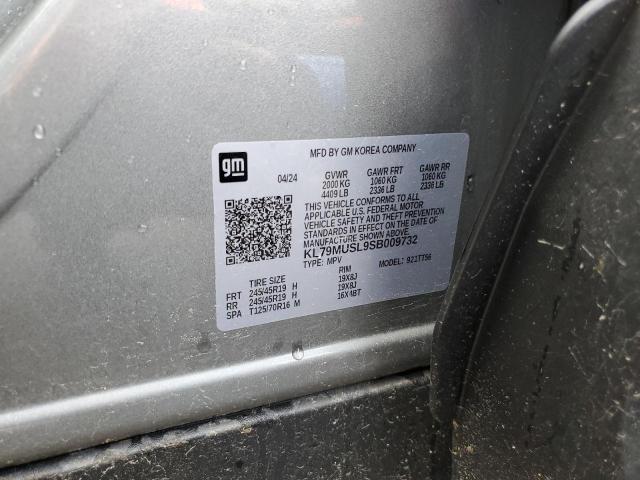 gm
MFD BY GM KOREA COMPANY
04/24 GVWR GAWR FRT GAWR RR
2000 KG 1060 KG 1060 KG
4409 LB 2336 LB 2336 LB
THIS VEHICLE CONFORMS TO ALL
APPLICABLE U.S. FEDERAL MOTOR
VEHICLE SAFETY AND THEFT PREVENTION
STANDARDS IN EFFECT ON THE DATE OF
MANUFACTURE SHOWN ABOVE.
KL79MUSL9SB009732
TYPE: MPV MODEL: 921TT56
TIRE SIZE RIM
FRT 245/45R19 H 19X8J
RR 245/45R19 H 19X8J
SPA T125/70R16 M 16X4BT